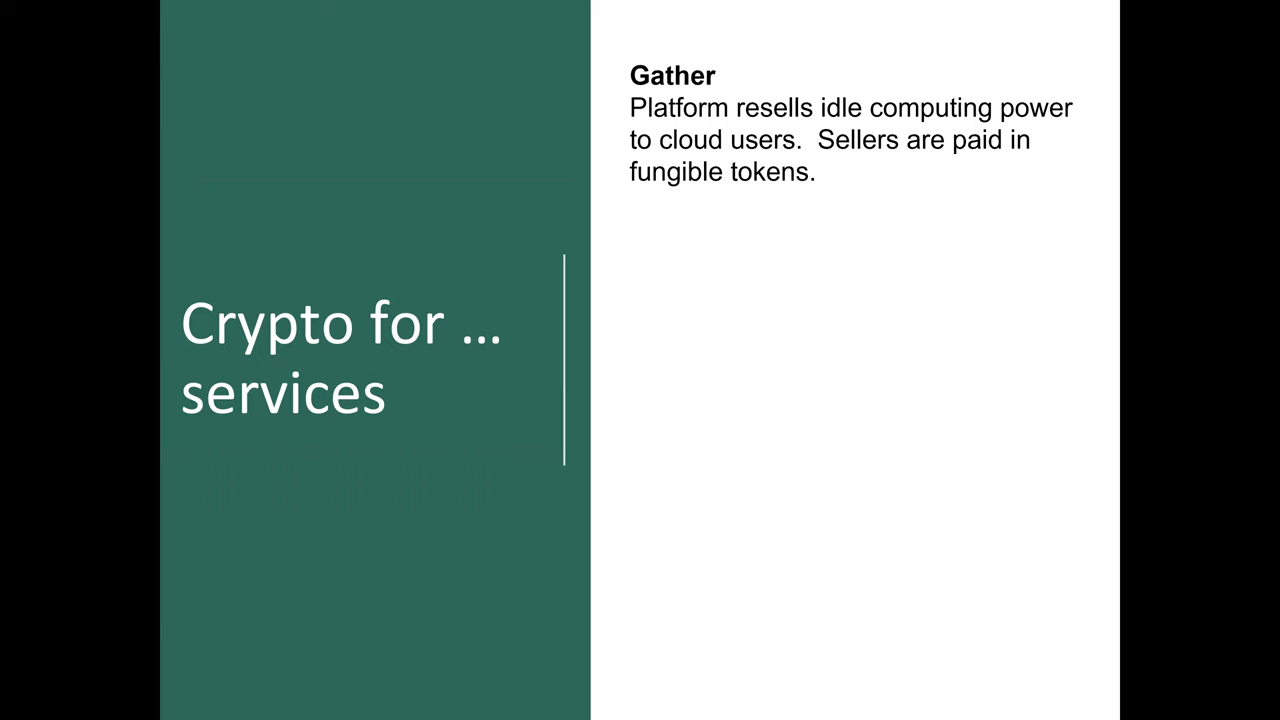 Crypto for ...
services
Gather
Platform resells idle computing power
to cloud users.  Sellers are paid in
fungible tokens.